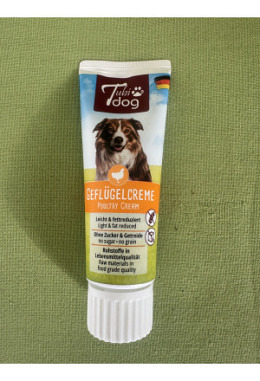 Tubi
dog
GEFLÜGELCREME
POULTRY CREAM
Leicht & fettreduziert
Light & fat reduced
Ohne Zucker & Getreide
no sugar • no grain
Rohstoffe in
Lebensmittelqualität
Raw materials in
food grade quality